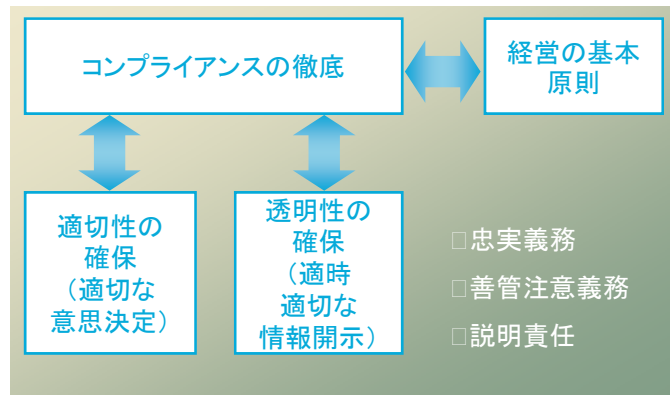 コンプライアンスの徹底
経営の基本
原則
適切性の
確保
（適切な
意思決定）
透明性の
確保
（適時
適切な
情報開示）
□忠実義務
□善管注意義務
□説明責任